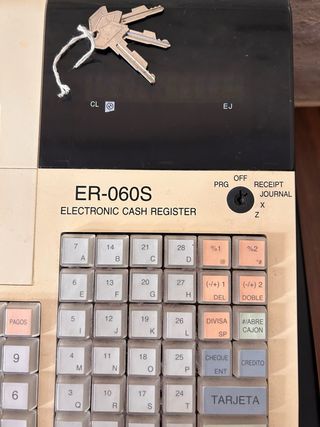 CL EJ
OFF
PRG RECEIPT
JOURNAL
X
Z
ER-060S
ELECTRONIC CASH REGISTER
7 A 14 B 21 C 28 D %1 @ %2 *
6 E 13 F 20 G 27 H (-/+) 1 DEL (-/+) 2 DOBLE
5 I 12 J 19 K 26 L DIVISA SP #/ABRE CAJON
PAGOS
4 M 11 N 18 O 25 P CHEQUE ENT CREDITO
9
3 Q 10 R 17 S 24 T TARJETA
6